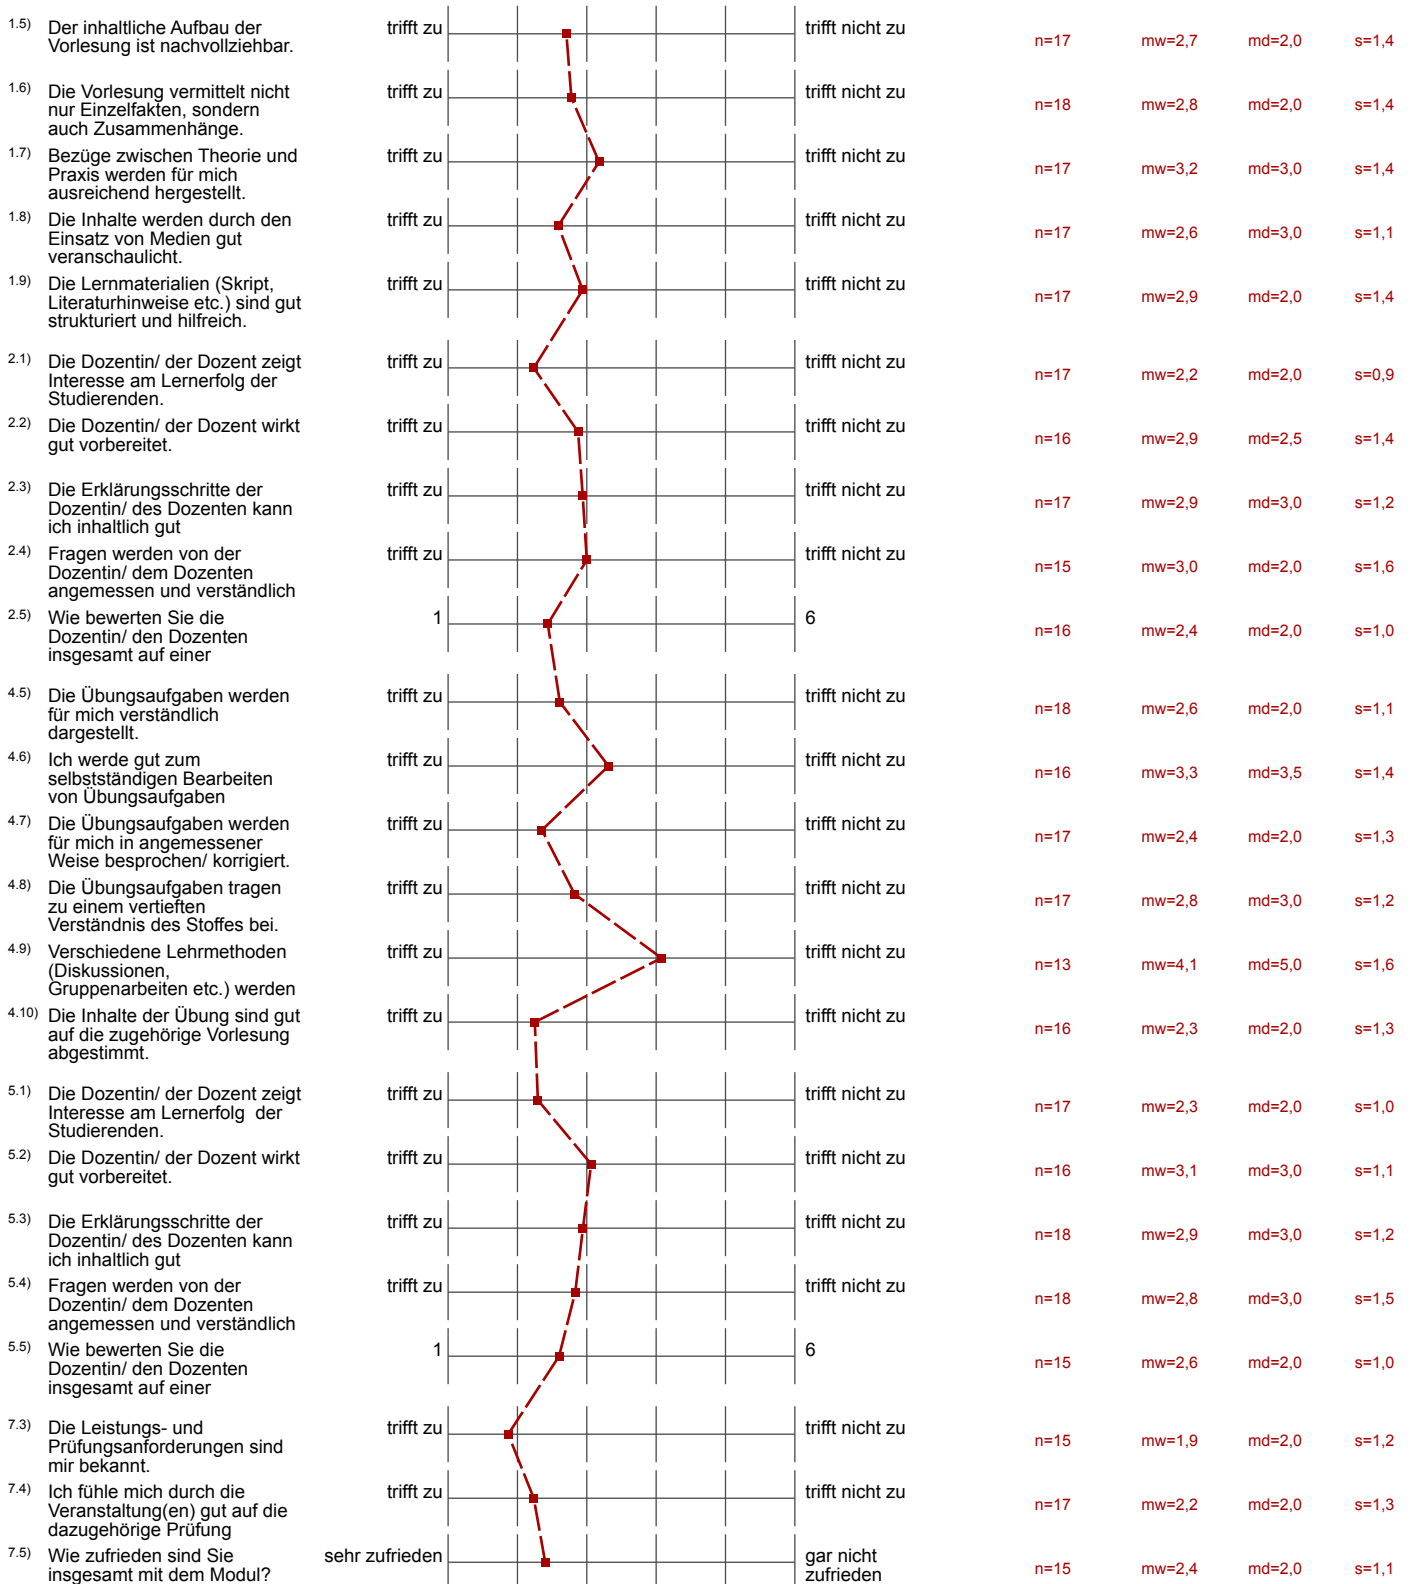 1.5) Der inhaltliche Aufbau der trifft zu trifft nicht zu
Vorlesung ist nachvollziehbar. n=17 mw=2,7 md=2,0 s=1,4
1.6) Die Vorlesung vermittelt nicht trifft zu trifft nicht zu
nur Einzelfakten, sondern n=18 mw=2,8 md=2,0 s=1,4
auch Zusammenhänge.
1.7) Bezüge zwischen Theorie und trifft zu trifft nicht zu
Praxis werden für mich n=17 mw=3,2 md=3,0 s=1,4
ausreichend hergestellt.
1.8) Die Inhalte werden durch den trifft zu trifft nicht zu
Einsatz von Medien gut n=17 mw=2,6 md=3,0 s=1,1
veranschaulicht.
1.9) Die Lernmaterialien (Skript, trifft zu trifft nicht zu
Literaturhinweise etc.) sind gut n=17 mw=2,9 md=2,0 s=1,4
strukturiert und hilfreich.
2.1) Die Dozentin/ der Dozent zeigt trifft zu trifft nicht zu
Interesse am Lernerfolg der n=17 mw=2,2 md=2,0 s=0,9
Studierenden.
2.2) Die Dozentin/ der Dozent wirkt trifft zu trifft nicht zu
gut vorbereitet. n=16 mw=2,9 md=2,5 s=1,4
2.3) Die Erklärungsschritte der trifft zu trifft nicht zu
Dozentin/ des Dozenten kann n=17 mw=2,9 md=3,0 s=1,2
ich inhaltlich gut
2.4) Fragen werden von der trifft zu trifft nicht zu
Dozentin/ dem Dozenten n=15 mw=3,0 md=2,0 s=1,6
angemessen und verständlich
2.5) Wie bewerten Sie die 1 6
Dozentin/ den Dozenten n=16 mw=2,4 md=2,0 s=1,0
insgesamt auf einer
4.5) Die Übungsaufgaben werden trifft zu trifft nicht zu
für mich verständlich n=18 mw=2,6 md=2,0 s=1,1
dargestellt.
4.6) Ich werde gut zum trifft zu trifft nicht zu
selbstständigen Bearbeiten n=16 mw=3,3 md=3,5 s=1,4
von Übungsaufgaben
4.7) Die Übungsaufgaben werden trifft zu trifft nicht zu
für mich in angemessener n=17 mw=2,4 md=2,0 s=1,3
Weise besprochen/ korrigiert.
4.8) Die Übungsaufgaben tragen trifft zu trifft nicht zu
zu einem vertieften n=17 mw=2,8 md=3,0 s=1,2
Verständnis des Stoffes bei.
4.9) Verschiedene Lehrmethoden trifft zu trifft nicht zu
(Diskussionen, n=13 mw=4,1 md=5,0 s=1,6
Gruppenarbeiten etc.) werden
4.10) Die Inhalte der Übung sind gut trifft zu trifft nicht zu
auf die zugehörige Vorlesung n=16 mw=2,3 md=2,0 s=1,3
abgestimmt.
5.1) Die Dozentin/ der Dozent zeigt trifft zu trifft nicht zu
Interesse am Lernerfolg der n=17 mw=2,3 md=2,0 s=1,0
Studierenden.
5.2) Die Dozentin/ der Dozent wirkt trifft zu trifft nicht zu
gut vorbereitet. n=16 mw=3,1 md=3,0 s=1,1
5.3) Die Erklärungsschritte der trifft zu trifft nicht zu
Dozentin/ des Dozenten kann n=18 mw=2,9 md=3,0 s=1,2
ich inhaltlich gut
5.4) Fragen werden von der trifft zu trifft nicht zu
Dozentin/ dem Dozenten n=18 mw=2,8 md=3,0 s=1,5
angemessen und verständlich
5.5) Wie bewerten Sie die 1 6
Dozentin/ den Dozenten n=15 mw=2,6 md=2,0 s=1,0
insgesamt auf einer
7.3) Die Leistungs- und trifft zu trifft nicht zu
Prüfungsanforderungen sind n=15 mw=1,9 md=2,0 s=1,2
mir bekannt.
7.4) Ich fühle mich durch die trifft zu trifft nicht zu
Veranstaltung(en) gut auf die n=17 mw=2,2 md=2,0 s=1,3
dazugehörige Prüfung
7.5) Wie zufrieden sind Sie sehr zufrieden gar nicht
insgesamt mit dem Modul? zufrieden n=15 mw=2,4 md=2,0 s=1,1